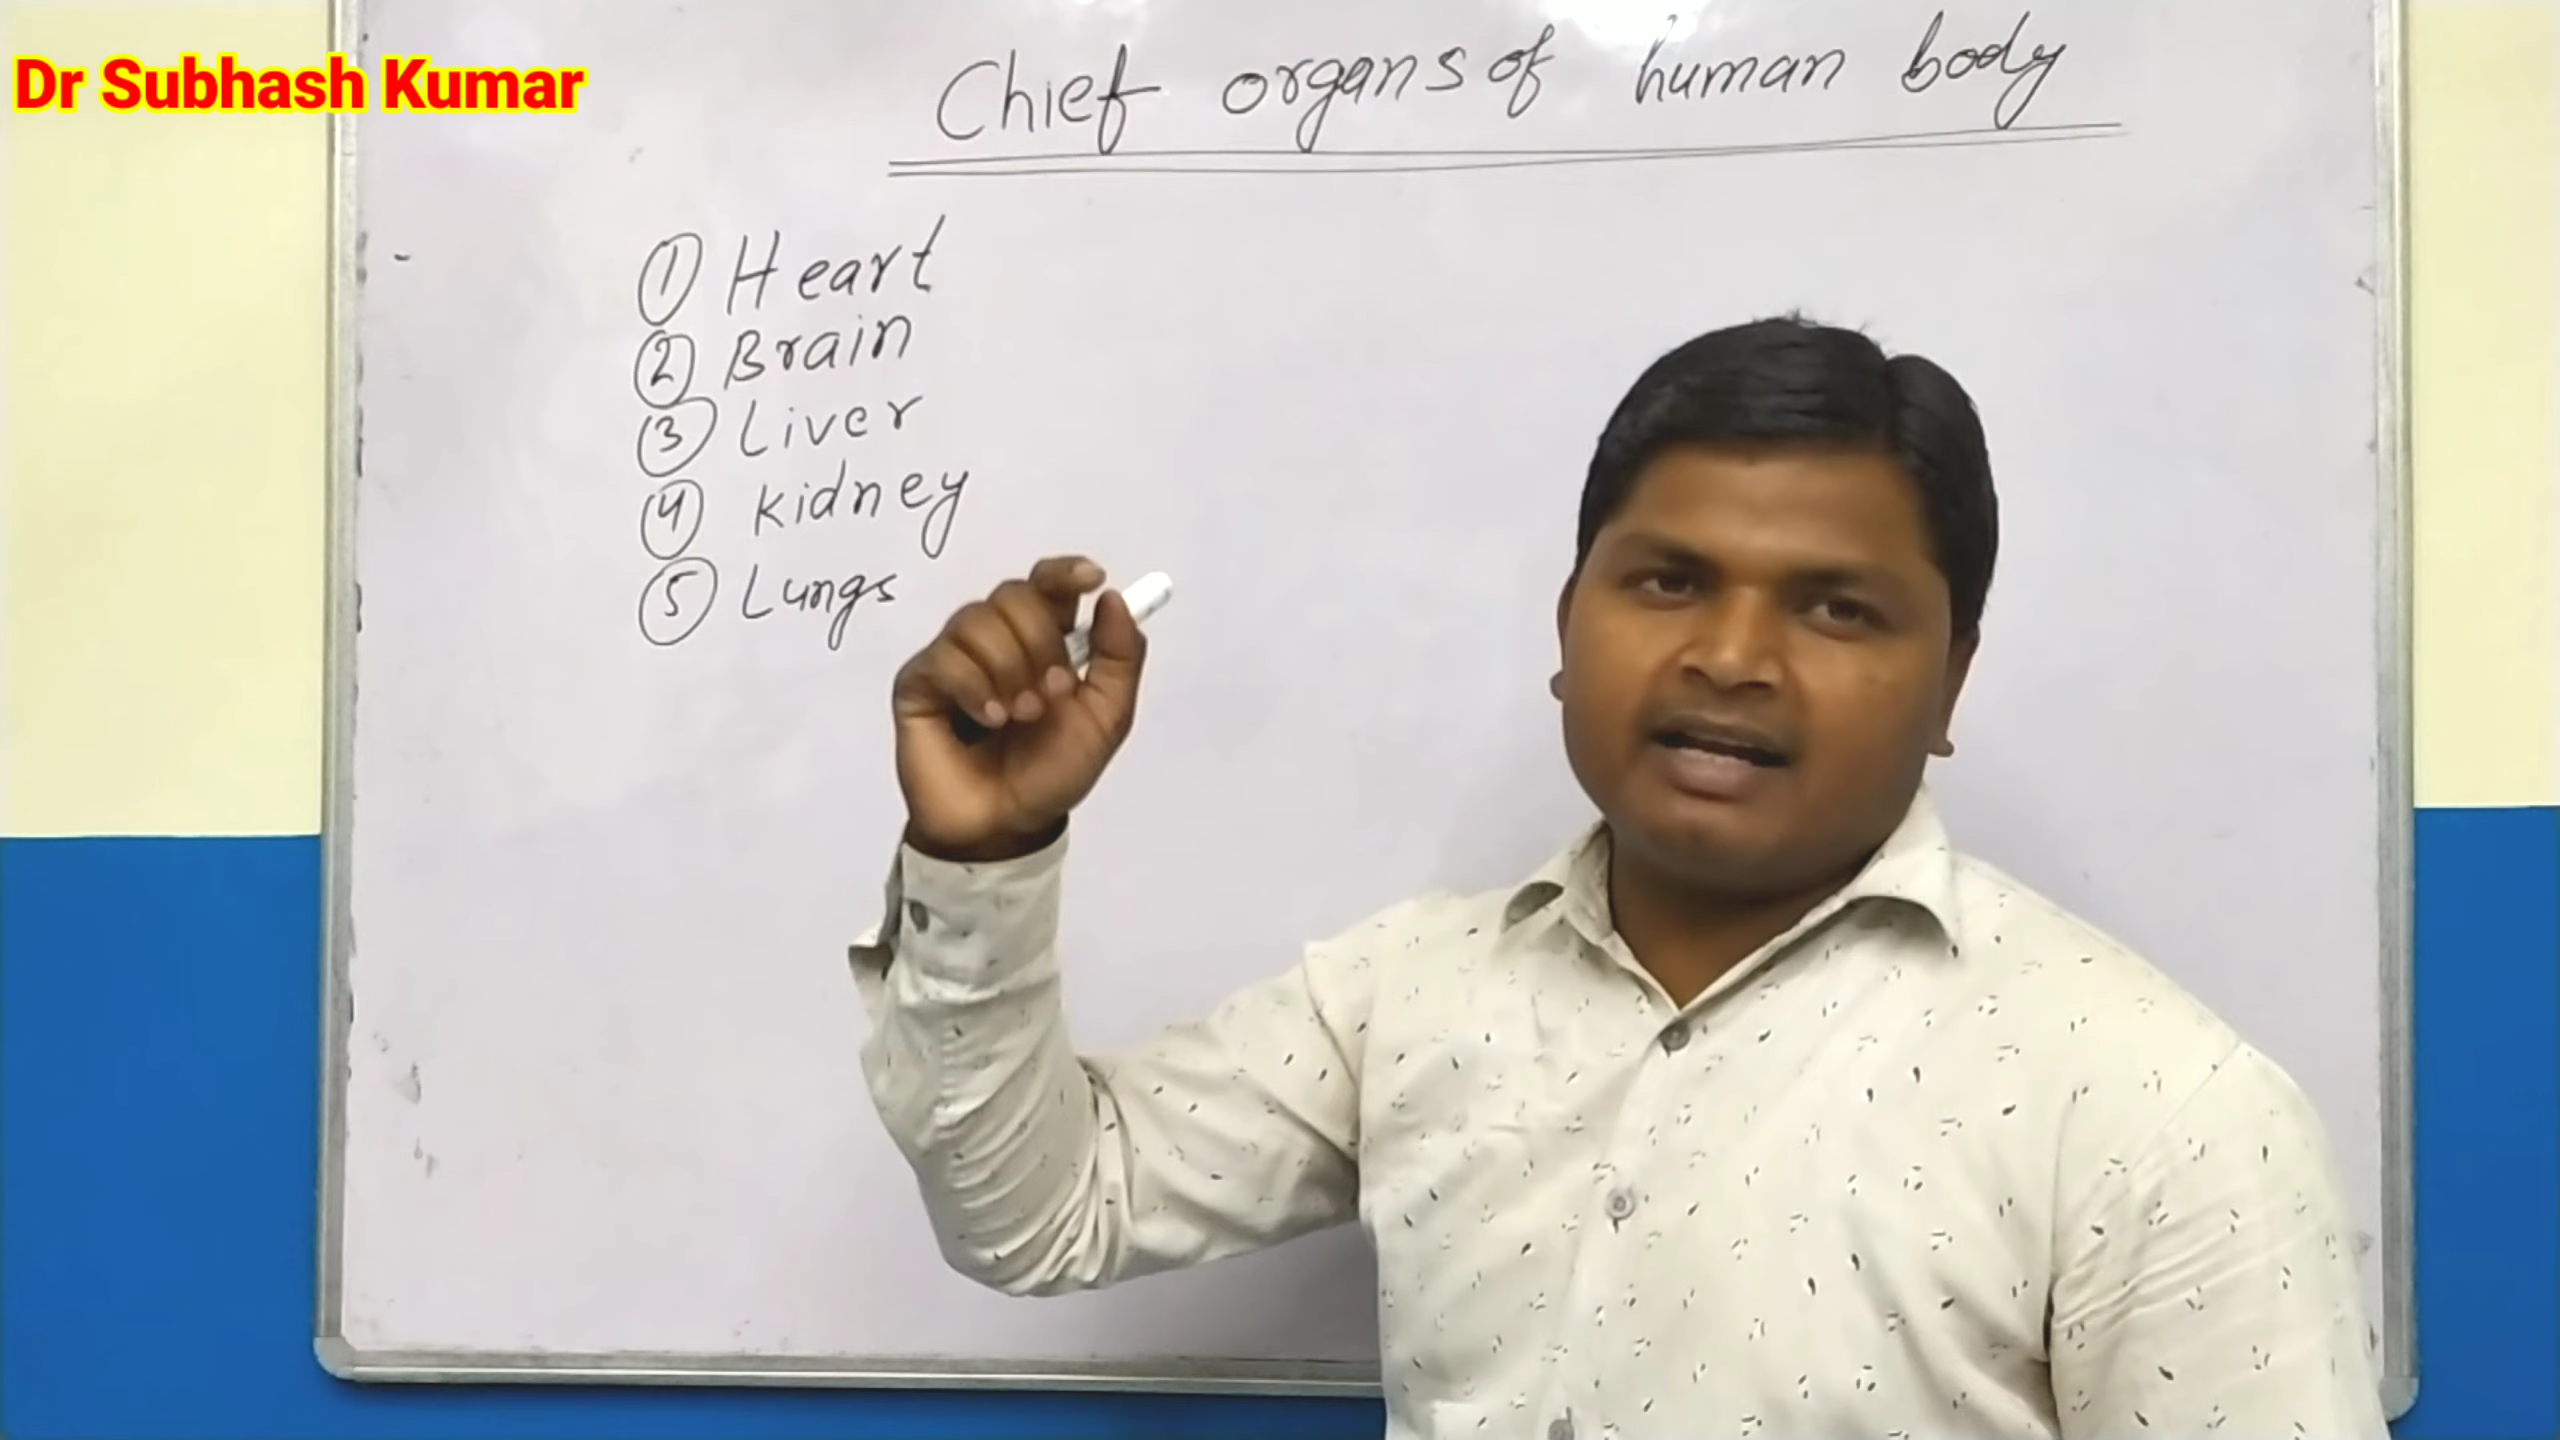 Dr Subhash Kumar
Chief organs of human body
① Heart
② Brain
③ Liver
④ kidney
⑤ Lungs